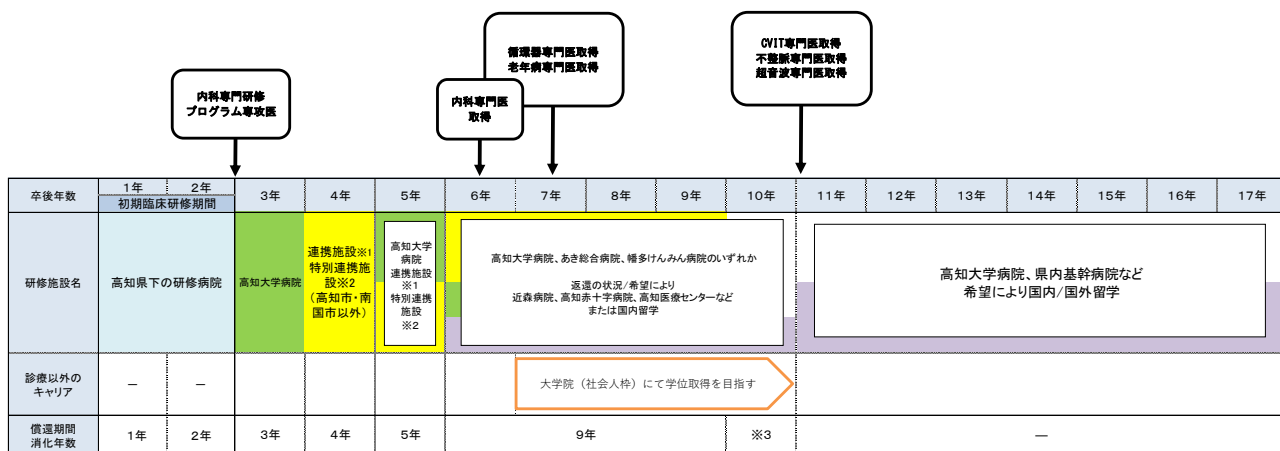 循環器専門医取得
老年病専門医取得
CVIT専門医取得
不整脈専門医取得
超音波専門医取得
内科専門研修
プログラム専攻医
内科専門医
取得
卒後年数
1年
2年
初期臨床研修期間
3年
4年
5年
6年
7年
8年
9年
10年
11年
12年
13年
14年
15年
16年
17年
研修施設名
高知県下の研修病院
高知大学病院
連携施設※1
特別連携施
設※2
(高知市・南
国市以外)
高知大学
病院
連携施設
※1
特別連携
施設
※2
高知大学病院、あき総合病院、幡多けんみん病院のいずれか
返還の状況/希望により
近森病院、高知赤十字病院、高知医療センターなど
または国内留学
高知大学病院、県内基幹病院など
希望により国内/国外留学
診療以外の
キャリア
－
－
大学院(社会人枠)にて学位取得を目指す
償還期間
消化年数
1年
2年
3年
4年
5年
9年
※3
－